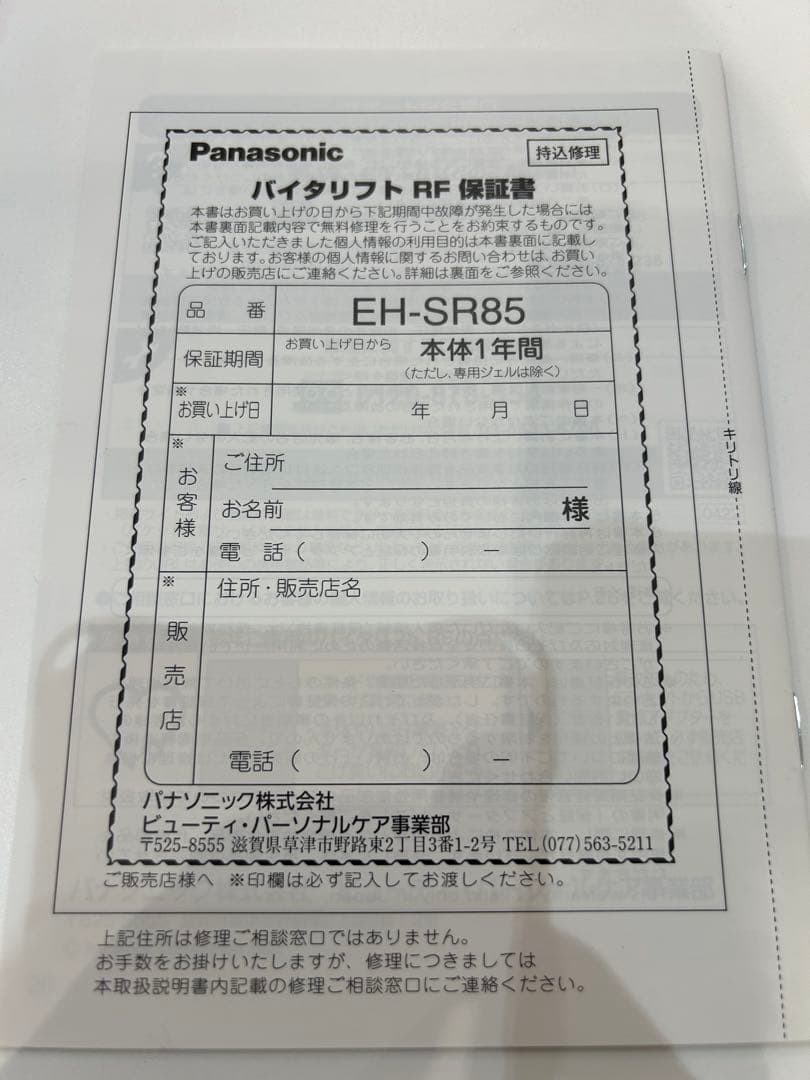 Panasonic
持込修理
バイタリフト RF 保証書
本書はお買い上げの日から下記期間中故障が発生した場合には
本書裏面記載内容で無料修理を行うことをお約束するものです。
ご記入いただきました個人情報の利用目的は本書裏面に記載し
ております。お客様の個人情報に関するお問い合わせは、お買い
上げの販売店にご連絡ください。詳細は裏面をご参照ください。
品番 EH-SR85
保証期間 お買い上げ日から 本体1年間
(ただし、専用ジェルは除く)
※お買い上げ日 年 月 日
※お客様
ご住所
お名前 様
電話( ) －
※販売店
住所・販売店名
電話( ) －
パナソニック株式会社
ビューティ・パーソナルケア事業部
〒525-8555 滋賀県草津市野路東2丁目3番1-2号 TEL(077)563-5211
ご販売店様へ ※印欄は必ず記入してお渡しください。
上記住所は修理ご相談窓口ではありません。
お手数をお掛けいたしますが、修理につきましては
本取扱説明書内記載の修理ご相談窓口にご連絡ください。
キリトリ線